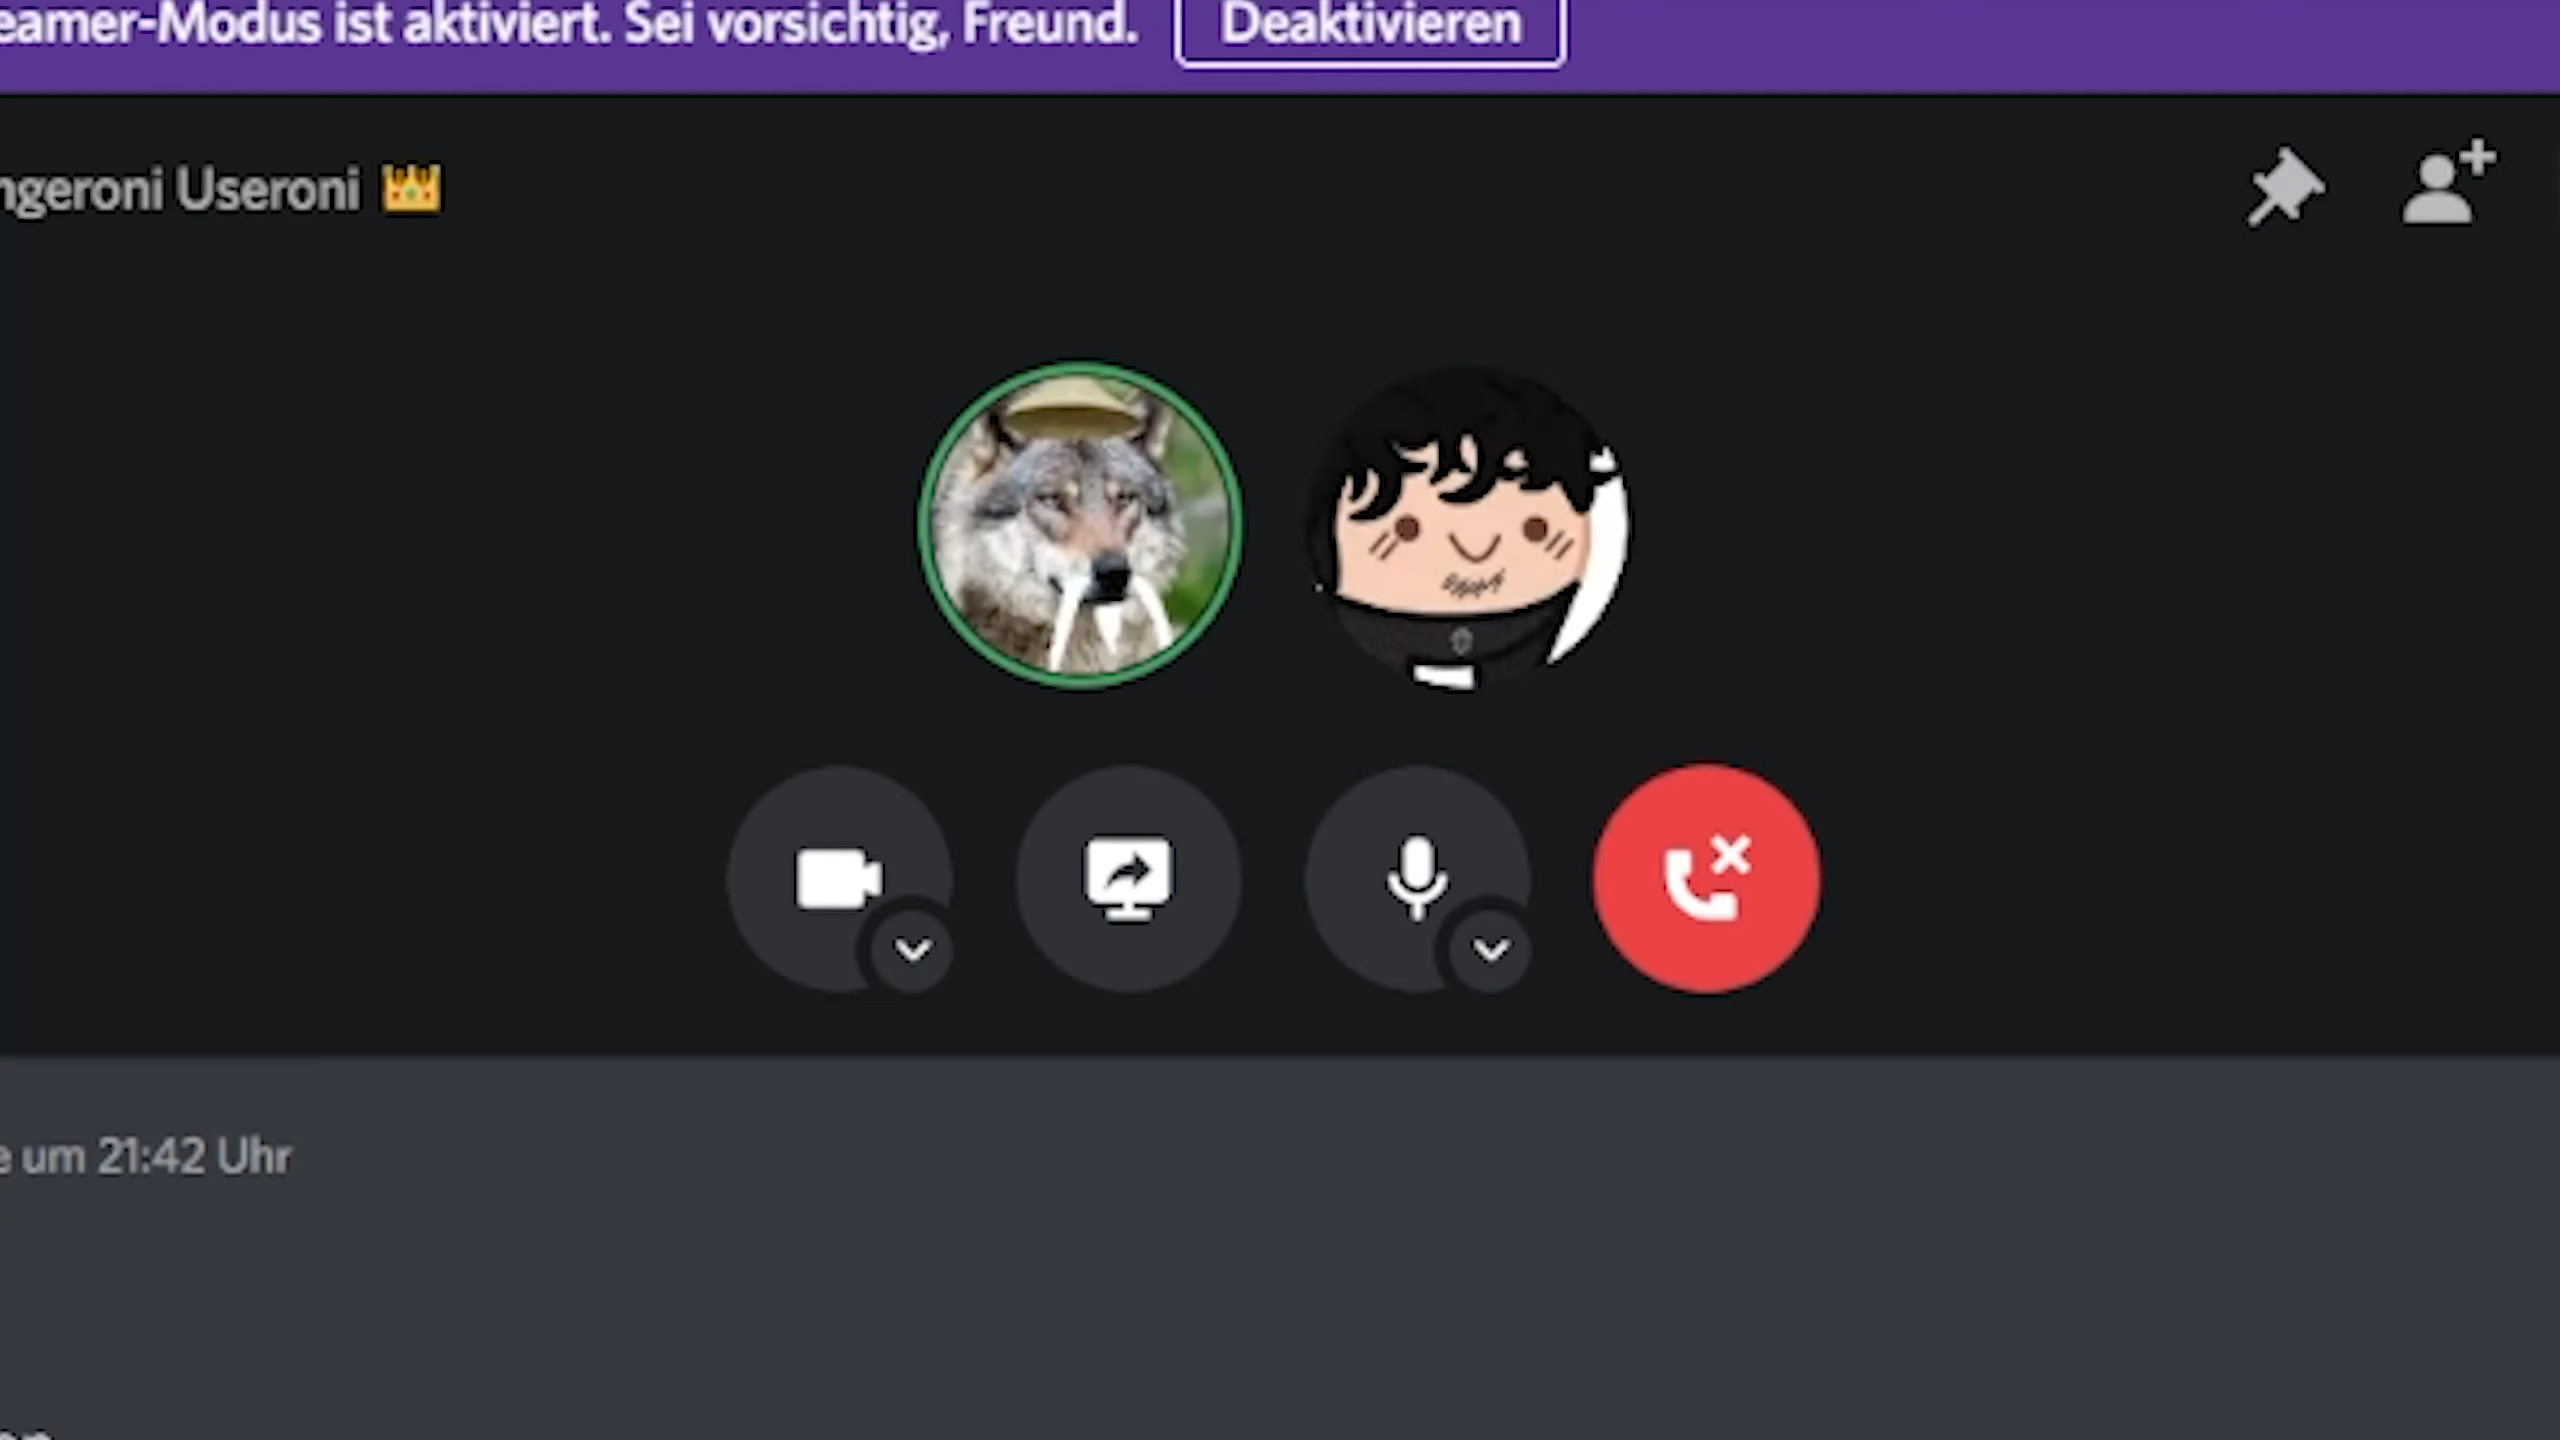 eamer-Modus ist aktiviert. Sei vorsichtig, Freund. Deaktivieren
ngeroni Useroni 👑
e um 21:42 Uhr